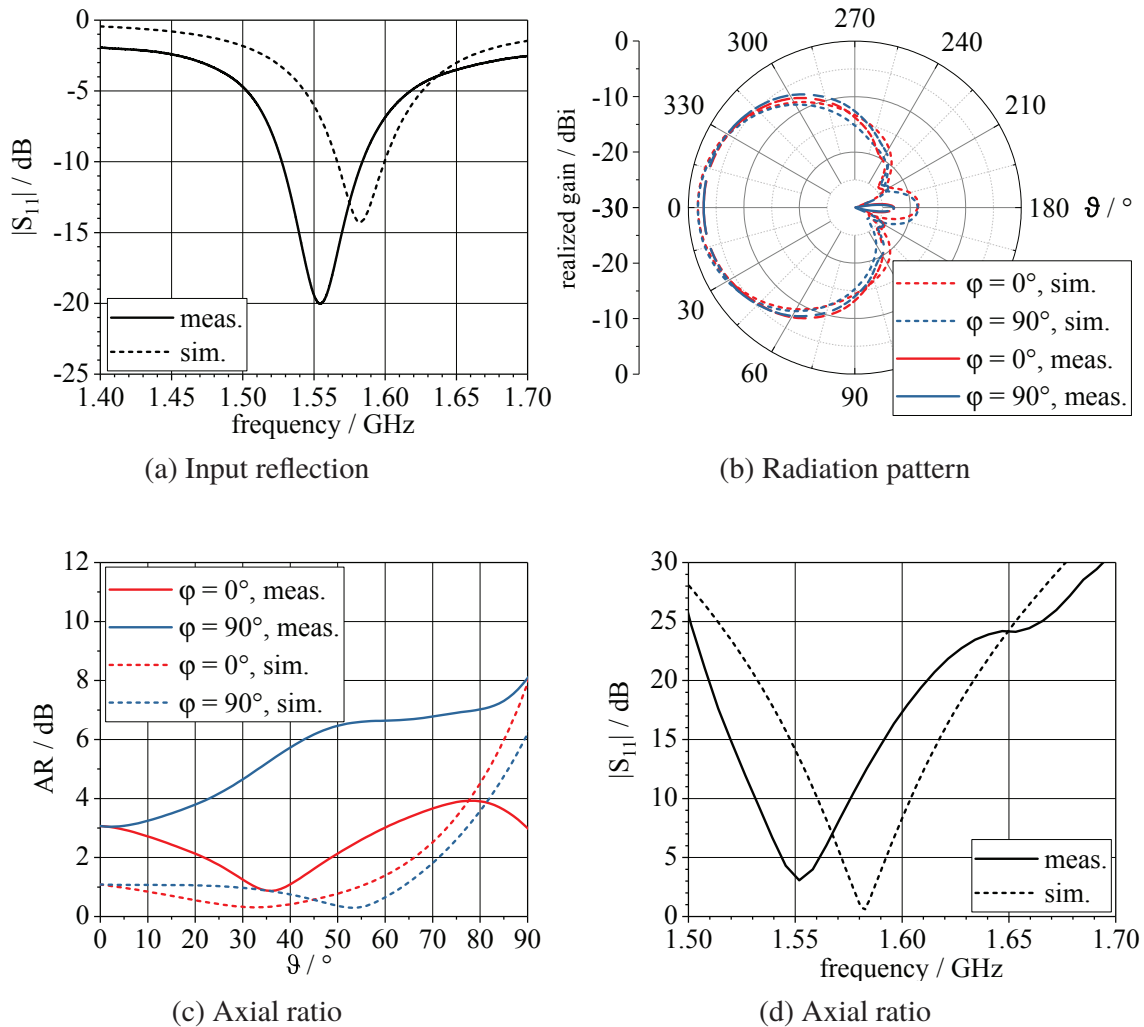 0
-5
-10
-15
-20
-25
|S11| / dB
1.40 1.45 1.50 1.55 1.60 1.65 1.70
frequency / GHz
meas.
sim.
(a) Input reflection
0
-10
-20
-30
-20
-10
0
realized gain / dBi
270
300 240
330 210
0 180 ϑ / °
30
60
90
φ = 0°, sim.
φ = 90°, sim.
φ = 0°, meas.
φ = 90°, meas.
(b) Radiation pattern
12
10
8
6
4
2
0
AR / dB
0 10 20 30 40 50 60 70 80 90
ϑ / °
φ = 0°, meas.
φ = 90°, meas.
φ = 0°, sim.
φ = 90°, sim.
(c) Axial ratio
30
25
20
15
10
5
0
|S11| / dB
1.50 1.55 1.60 1.65 1.70
frequency / GHz
meas.
sim.
(d) Axial ratio